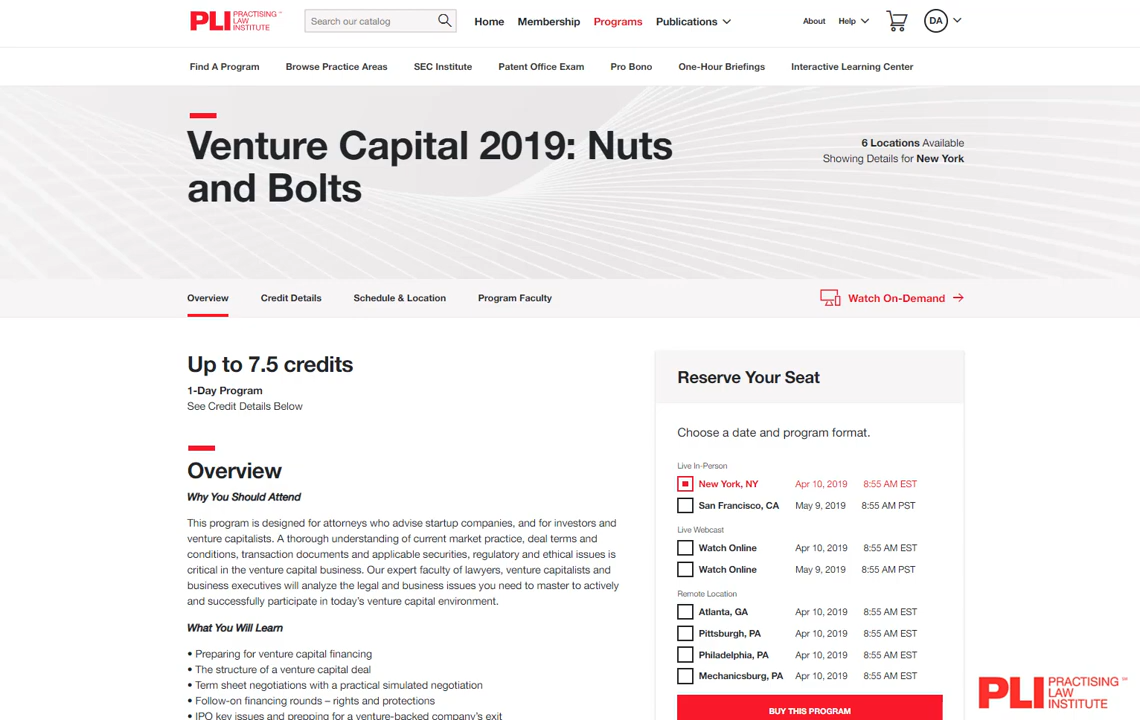 PLI PRACTISING LAW INSTITUTE
Search our catalog
Home Membership Programs Publications
About Help DA
Find A Program Browse Practice Areas SEC Institute Patent Office Exam Pro Bono One-Hour Briefings Interactive Learning Center
Venture Capital 2019: Nuts
and Bolts
6 Locations Available
Showing Details for New York
Overview Credit Details Schedule & Location Program Faculty
Watch On-Demand
Up to 7.5 credits
1-Day Program
See Credit Details Below
Overview
Why You Should Attend
This program is designed for attorneys who advise startup companies, and for investors and
venture capitalists. A thorough understanding of current market practice, deal terms and
conditions, transaction documents and applicable securities, regulatory and ethical issues is
critical in the venture capital business. Our expert faculty of lawyers, venture capitalists and
business executives will analyze the legal and business issues you need to master to actively
and successfully participate in today's venture capital environment.
What You Will Learn
• Preparing for venture capital financing
• The structure of a venture capital deal
• Term sheet negotiations with a practical simulated negotiation
• Follow-on financing rounds – rights and protections
• IPO key issues and prepping for a venture-backed company's exit
Reserve Your Seat
Choose a date and program format.
Live In-Person
New York, NY Apr 10, 2019 8:55 AM EST
San Francisco, CA May 9, 2019 8:55 AM PST
Live Webcast
Watch Online Apr 10, 2019 8:55 AM EST
Watch Online May 9, 2019 8:55 AM PST
Remote Location
Atlanta, GA Apr 10, 2019 8:55 AM EST
Pittsburgh, PA Apr 10, 2019 8:55 AM EST
Philadelphia, PA Apr 10, 2019 8:55 AM EST
Mechanicsburg, PA Apr 10, 2019 8:55 AM EST
BUY THIS PROGRAM
PLI PRACTISING LAW INSTITUTE SM